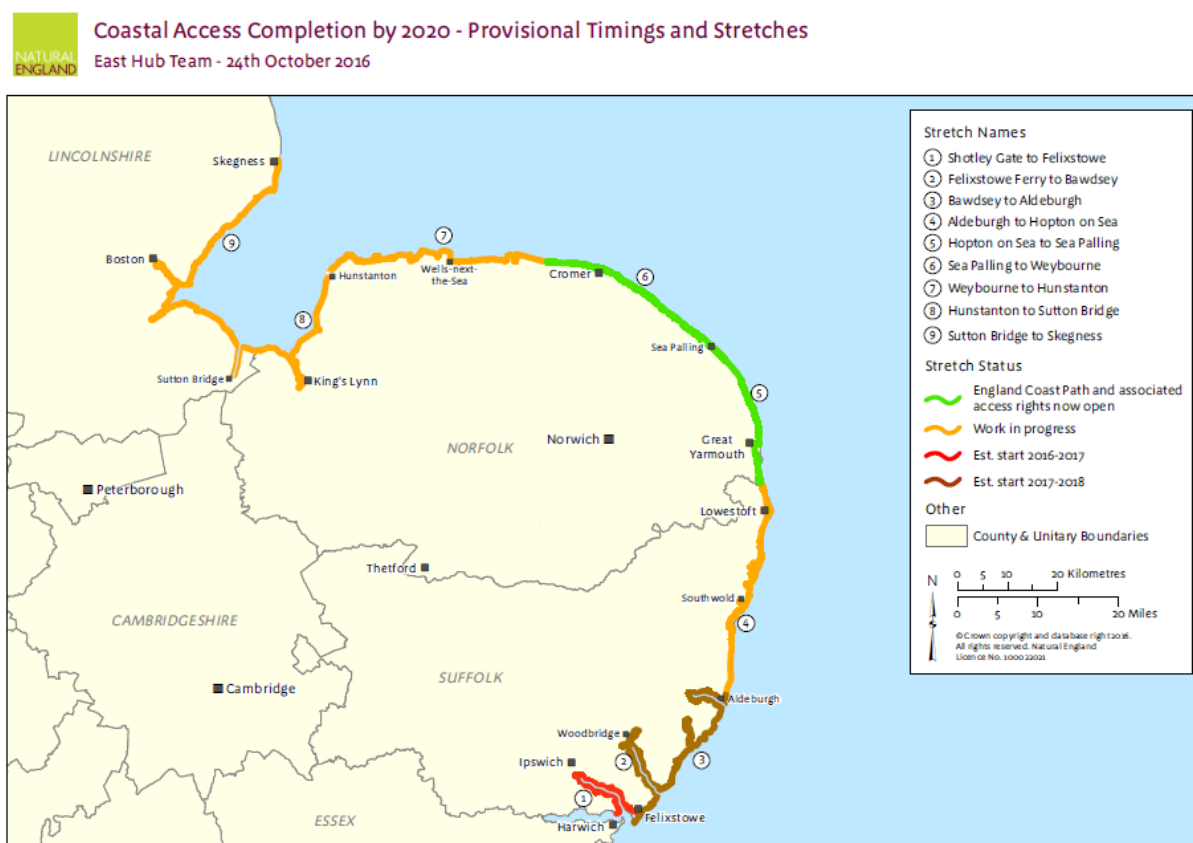 NATURAL
ENGLAND
Coastal Access Completion by 2020 - Provisional Timings and Stretches
East Hub Team - 24th October 2016
LINCOLNSHIRE
Skegness
9
7
Boston
Hunstanton
Wells-next-
the-Sea
Cromer
6
8
Sea Palling
Sutton Bridge
King's Lynn
5
NORFOLK
Norwich
Great
Yarmouth
Peterborough
Lowestoft
Thetford
Southwold
CAMBRIDGESHIRE
4
SUFFOLK
Cambridge
Aldeburgh
Woodbridge
Ipswich
2
3
1
Felixstowe
ESSEX
Harwich
Stretch Names
1 Shotley Gate to Felixstowe
2 Felixstowe Ferry to Bawdsey
3 Bawdsey to Aldeburgh
4 Aldeburgh to Hopton on Sea
5 Hopton on Sea to Sea Palling
6 Sea Palling to Weybourne
7 Weybourne to Hunstanton
8 Hunstanton to Sutton Bridge
9 Sutton Bridge to Skegness
Stretch Status
England Coast Path and associated
access rights now open
Work in progress
Est. start 2016-2017
Est. start 2017-2018
Other
County & Unitary Boundaries
N
S
0 5 10 20 Kilometres
0 5 10 20 Miles
© Crown copyright and database right 2016.
All rights reserved. Natural England
Licence No. 100022021